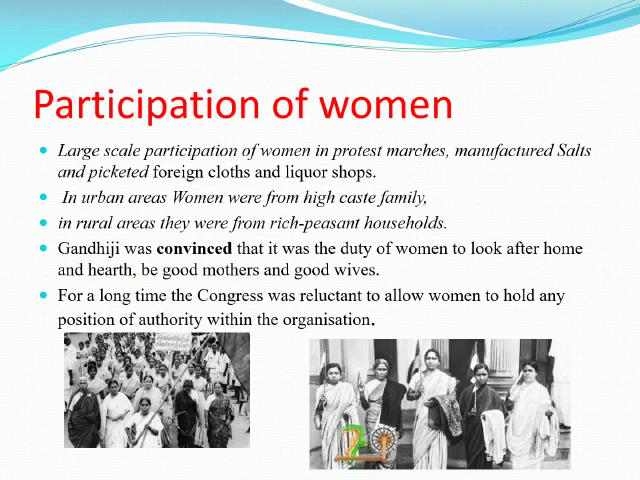 Participation of women
Large scale participation of women in protest marches, manufactured Salts
and picketed foreign cloths and liquor shops.
In urban areas Women were from high caste family,
in rural areas they were from rich-peasant households.
Gandhiji was convinced that it was the duty of women to look after home
and hearth, be good mothers and good wives.
For a long time the Congress was reluctant to allow women to hold any
position of authority within the organisation.